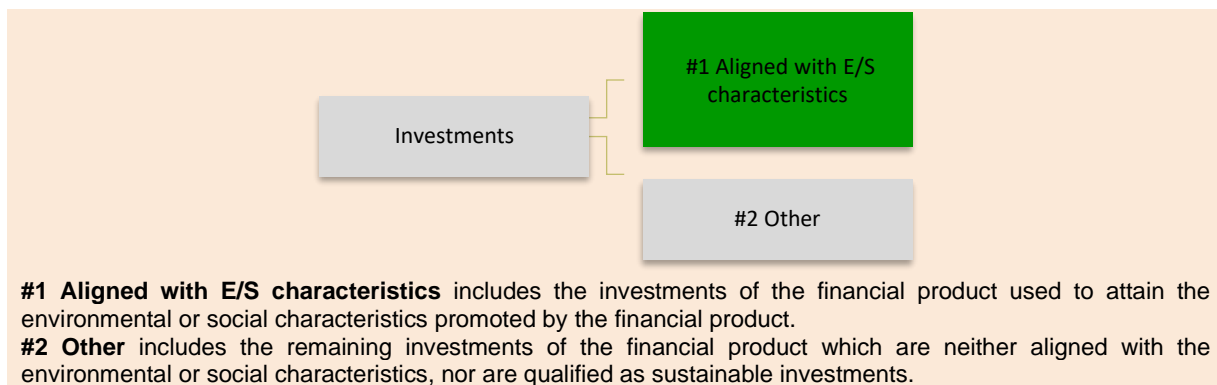 #1 Aligned with E/S
characteristics
Investments
#2 Other
#1 Aligned with E/S characteristics includes the investments of the financial product used to attain the
environmental or social characteristics promoted by the financial product.
#2 Other includes the remaining investments of the financial product which are neither aligned with the
environmental or social characteristics, nor are qualified as sustainable investments.